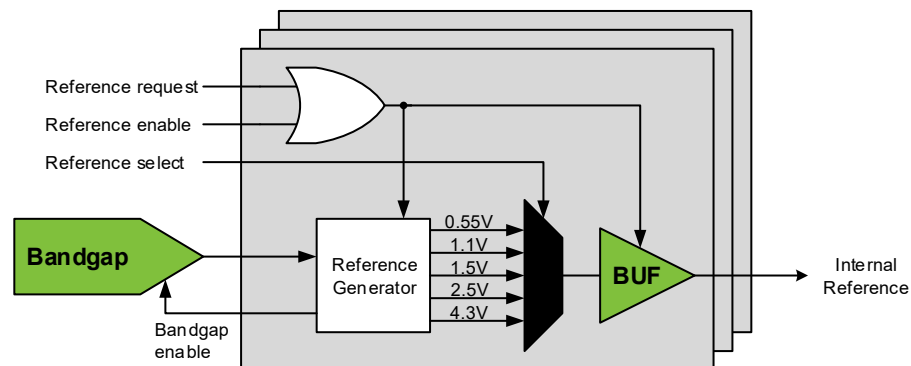 Reference request
Reference enable
Reference select
Bandgap
Bandgap
enable
Reference
Generator
0.55V
1.1V
1.5V
2.5V
4.3V
BUF
Internal
Reference